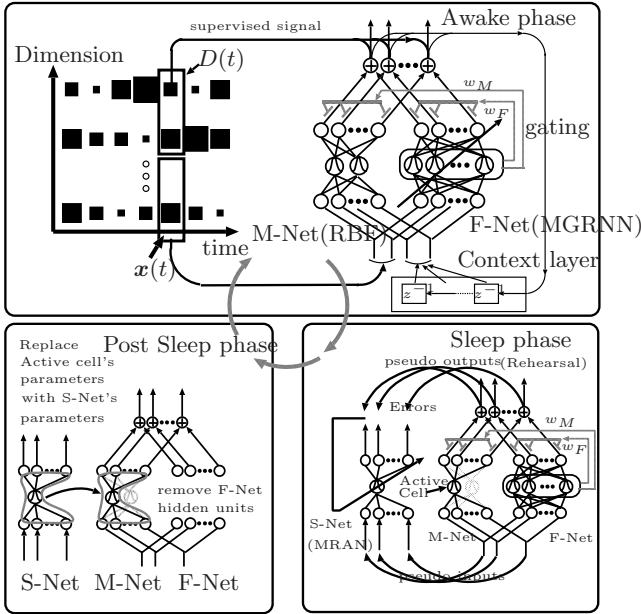 supervised signal
Awake phase
Dimension
D(t)
w_M
w_F
gating
time
x(t)
M-Net(RBF)
F-Net(MGRNN)
Context layer
z^-1
z^-1
Replace
Active cell's
parameters
with S-Net's
parameters
Post Sleep phase
remove F-Net
hidden units
S-Net
M-Net
F-Net
Sleep phase
pseudo outputs
(Rehearsal)
Errors
w_M
w_F
Active
Cell
S-Net
(MRAN)
M-Net
F-Net
pseudo inputs